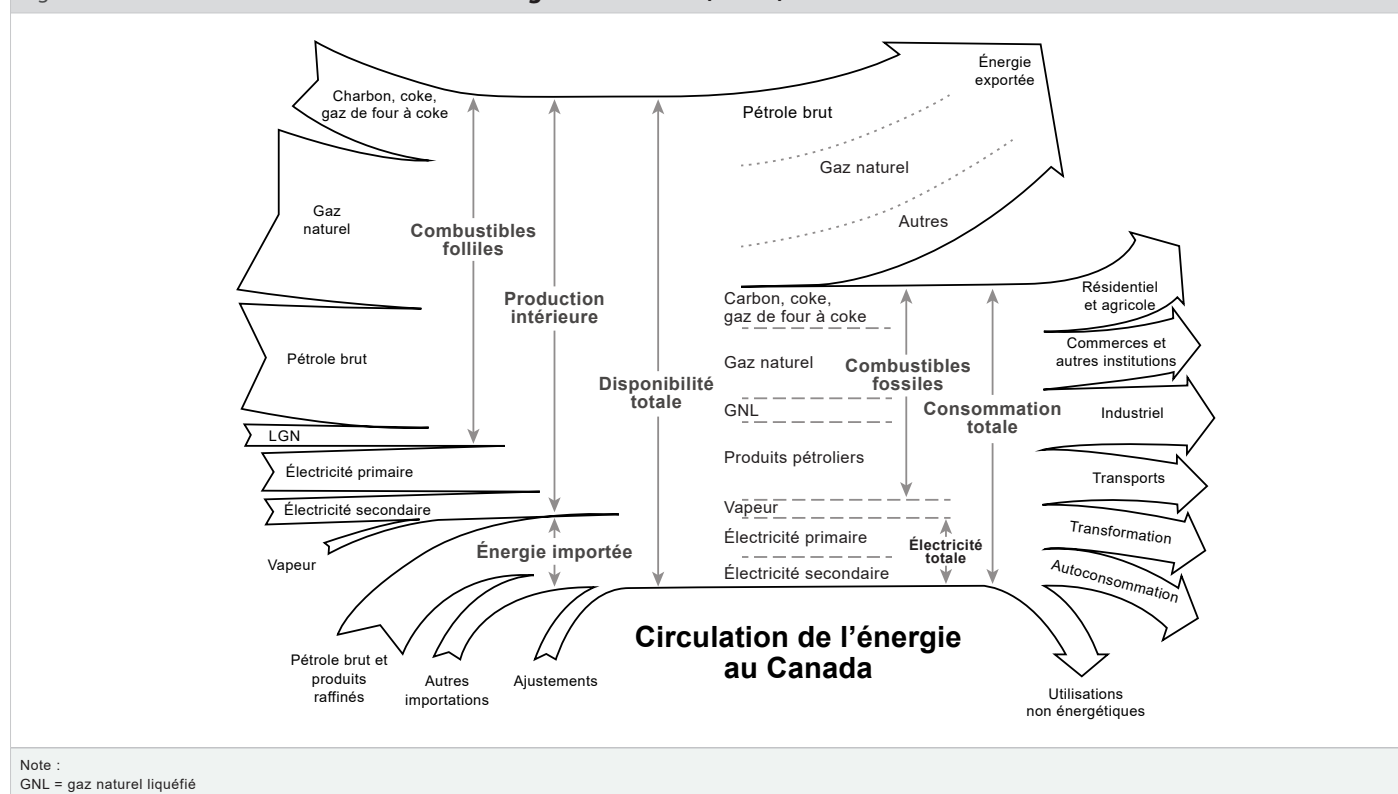 Charbon, coke,
gaz de four à coke
Gaz
naturel
Pétrole brut
LGN
Électricité primaire
Électricité secondaire
Vapeur
Pétrole brut et
produits
raffinés
Autres
importations
Ajustements
Combustibles
folliles
Production
intérieure
Énergie importée
Disponibilité
totale
Pétrole brut
Gaz naturel
Autres
Énergie
exportée
Carbon, coke,
gaz de four à coke
Gaz naturel
GNL
Produits pétroliers
Vapeur
Électricité primaire
Électricité secondaire
Combustibles
fossiles
Consommation
totale
Électricité
totale
Résidentiel
et agricole
Commerces et
autres institutions
Industriel
Transports
Transformation
Autoconsommation
Utilisations
non énergétiques
Circulation de l’énergie
au Canada
Note :
GNL = gaz naturel liquéfié